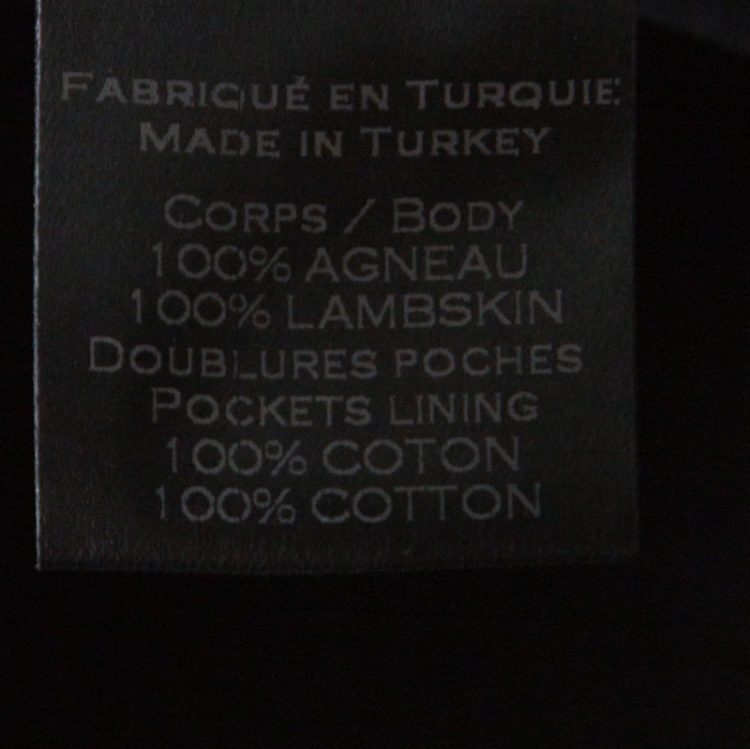 FABRIQUÉ EN TURQUIE
MADE IN TURKEY
CORPS / BODY
100% AGNEAU
100% LAMBSKIN
DOUBLURES POCHES
POCKETS LINING
100% COTON
100% COTTON